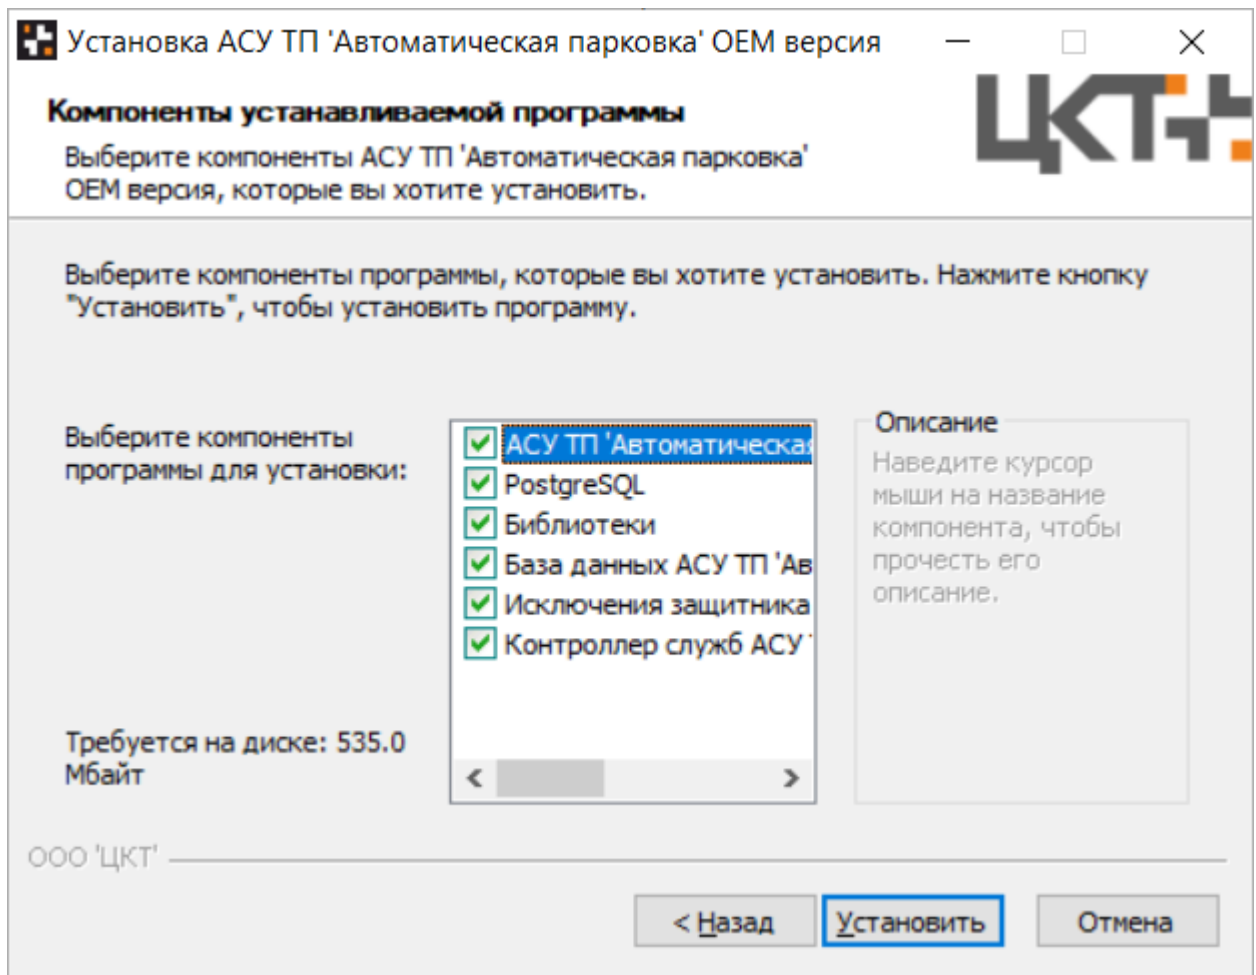 Установка АСУ ТП 'Автоматическая парковка' OEM версия
ЦКТ
Компоненты устанавливаемой программы
Выберите компоненты АСУ ТП 'Автоматическая парковка'
OEM версия, которые вы хотите установить.
Выберите компоненты программы, которые вы хотите установить. Нажмите кнопку
"Установить", чтобы установить программу.
Выберите компоненты
программы для установки:
АСУ ТП 'Автоматическая
PostgreSQL
Библиотеки
База данных АСУ ТП 'Ав
Исключения защитника
Контроллер служб АСУ
Описание
Наведите курсор
мыши на название
компонента, чтобы
прочесть его
описание.
Требуется на диске: 535.0
Мбайт
ООО 'ЦКТ'
< Назад
Установить
Отмена